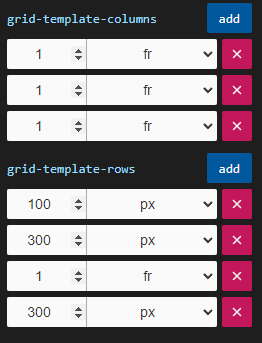 grid-template-columns add
1 fr ✕
1 fr ✕
1 fr ✕
grid-template-rows add
100 px ✕
300 px ✕
1 fr ✕
300 px ✕